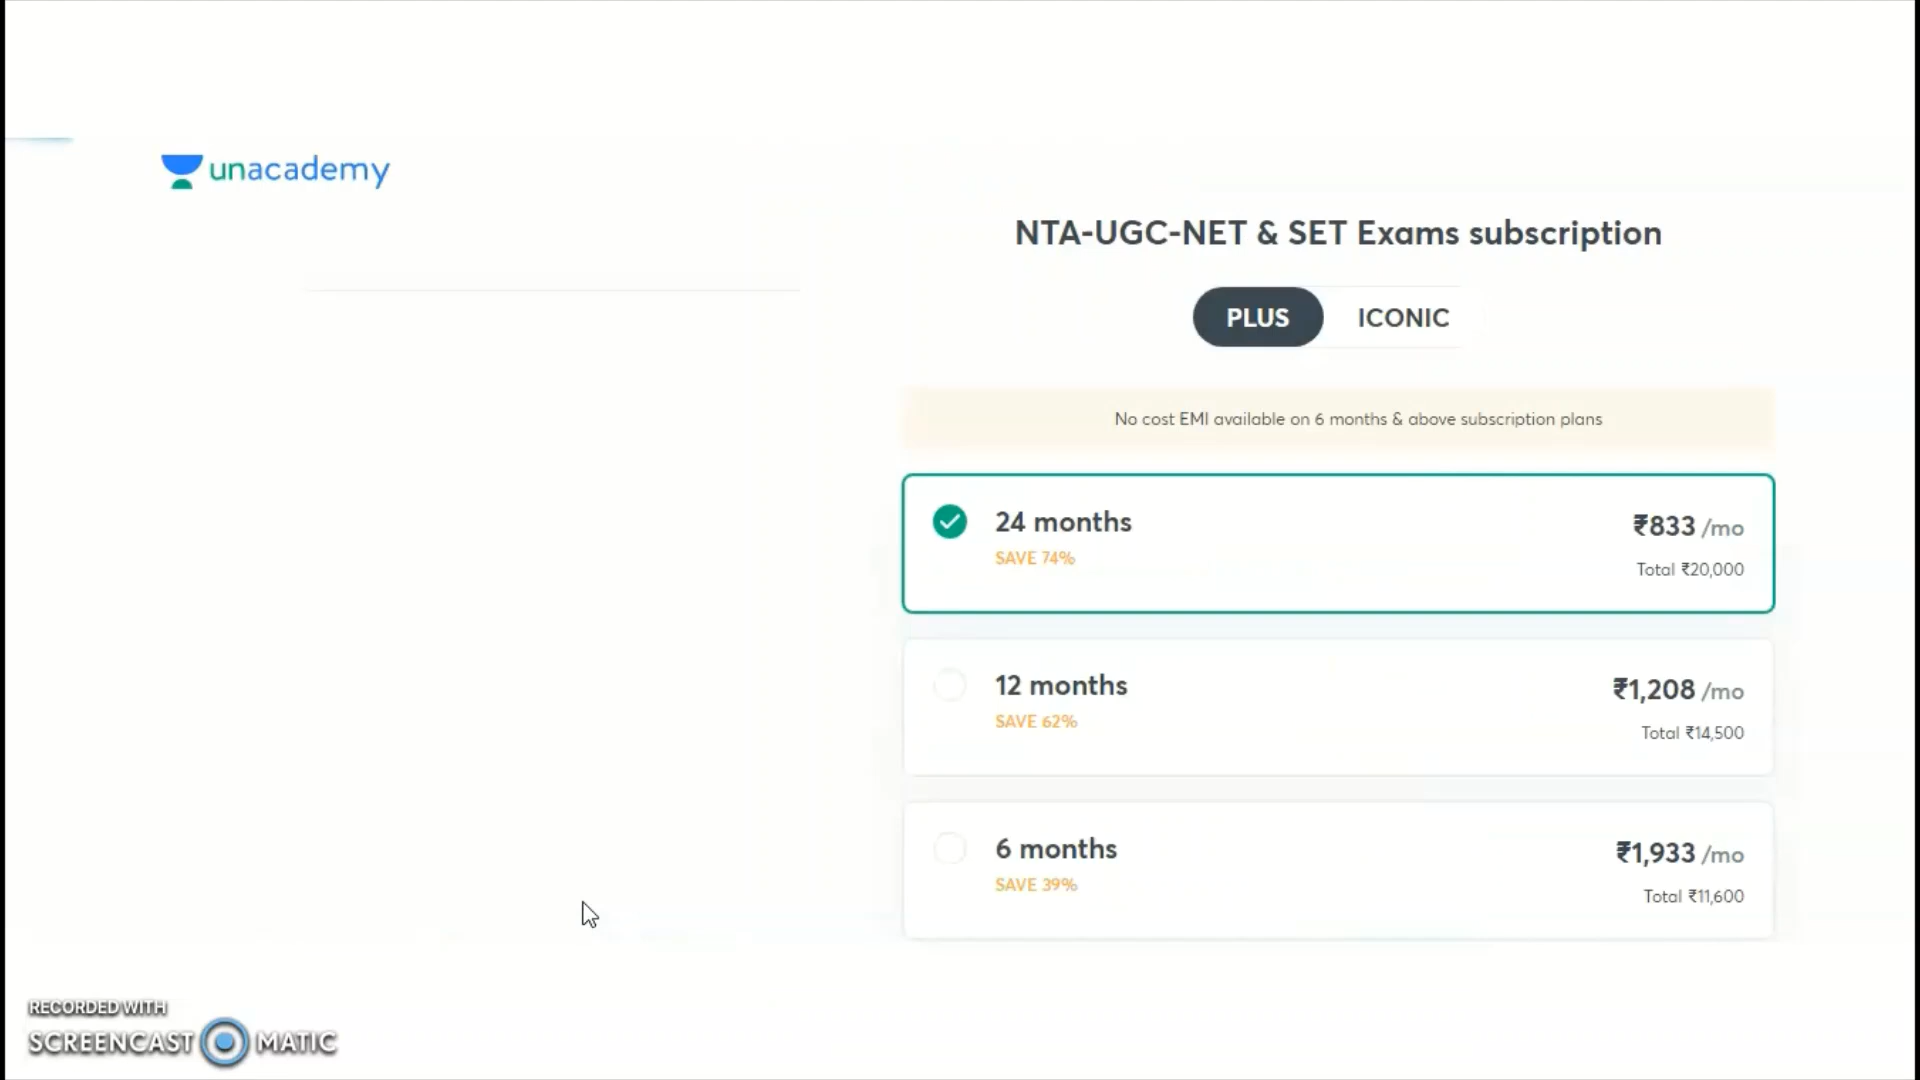 unacademy
NTA-UGC-NET & SET Exams subscription
PLUS
ICONIC
No cost EMI available on 6 months & above subscription plans
24 months
₹833 /mo
SAVE 74%
Total ₹20,000
12 months
₹1,208 /mo
SAVE 62%
Total ₹14,500
6 months
₹1,933 /mo
SAVE 39%
Total ₹11,600
RECORDED WITH
SCREENCAST MATIC